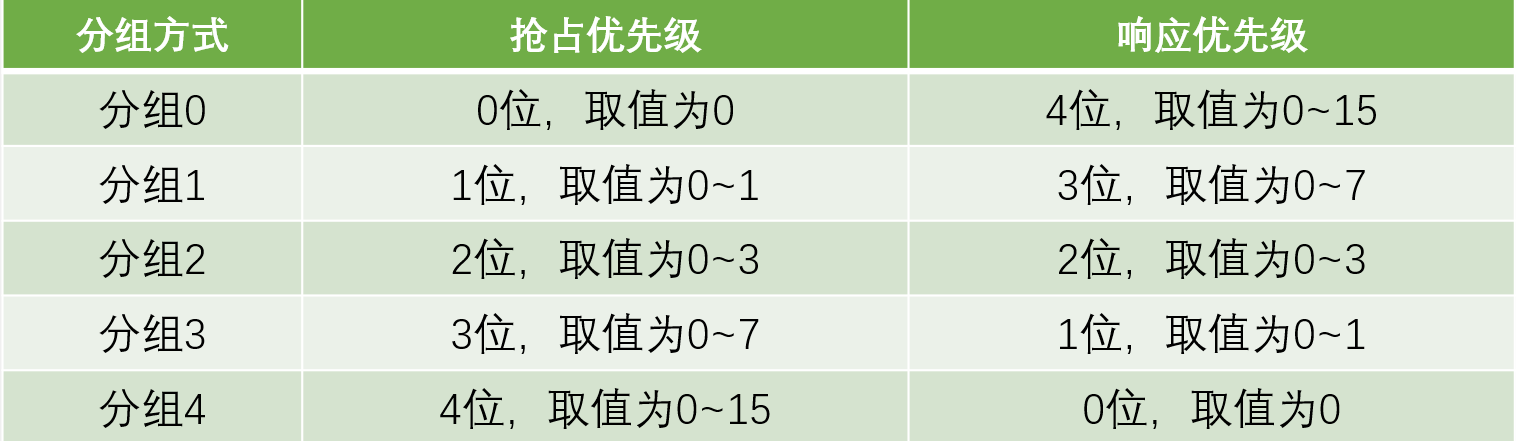 分组方式 抢占优先级 响应优先级
分组0 0位，取值为0 4位，取值为0~15
分组1 1位，取值为0~1 3位，取值为0~7
分组2 2位，取值为0~3 2位，取值为0~3
分组3 3位，取值为0~7 1位，取值为0~1
分组4 4位，取值为0~15 0位，取值为0